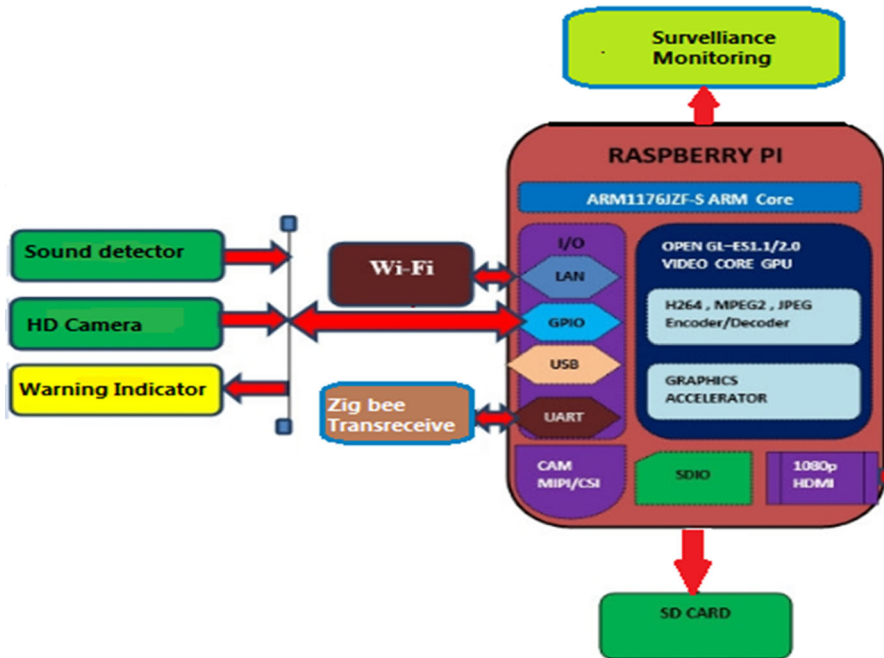 Survelliance
Monitoring
RASPBERRY PI
ARM1176JZF-S ARM Core
Sound detector
HD Camera
Warning Indicator
Wi-Fi
Zig bee
Transreceive
I/O
LAN
GPIO
USB
UART
OPEN GL-ES1.1/2.0
VIDEO CORE GPU
H264 , MPEG2 , JPEG
Encoder/Decoder
GRAPHICS
ACCELERATOR
CAM
MIPI/CSI
SDIO
1080p
HDMI
SD CARD